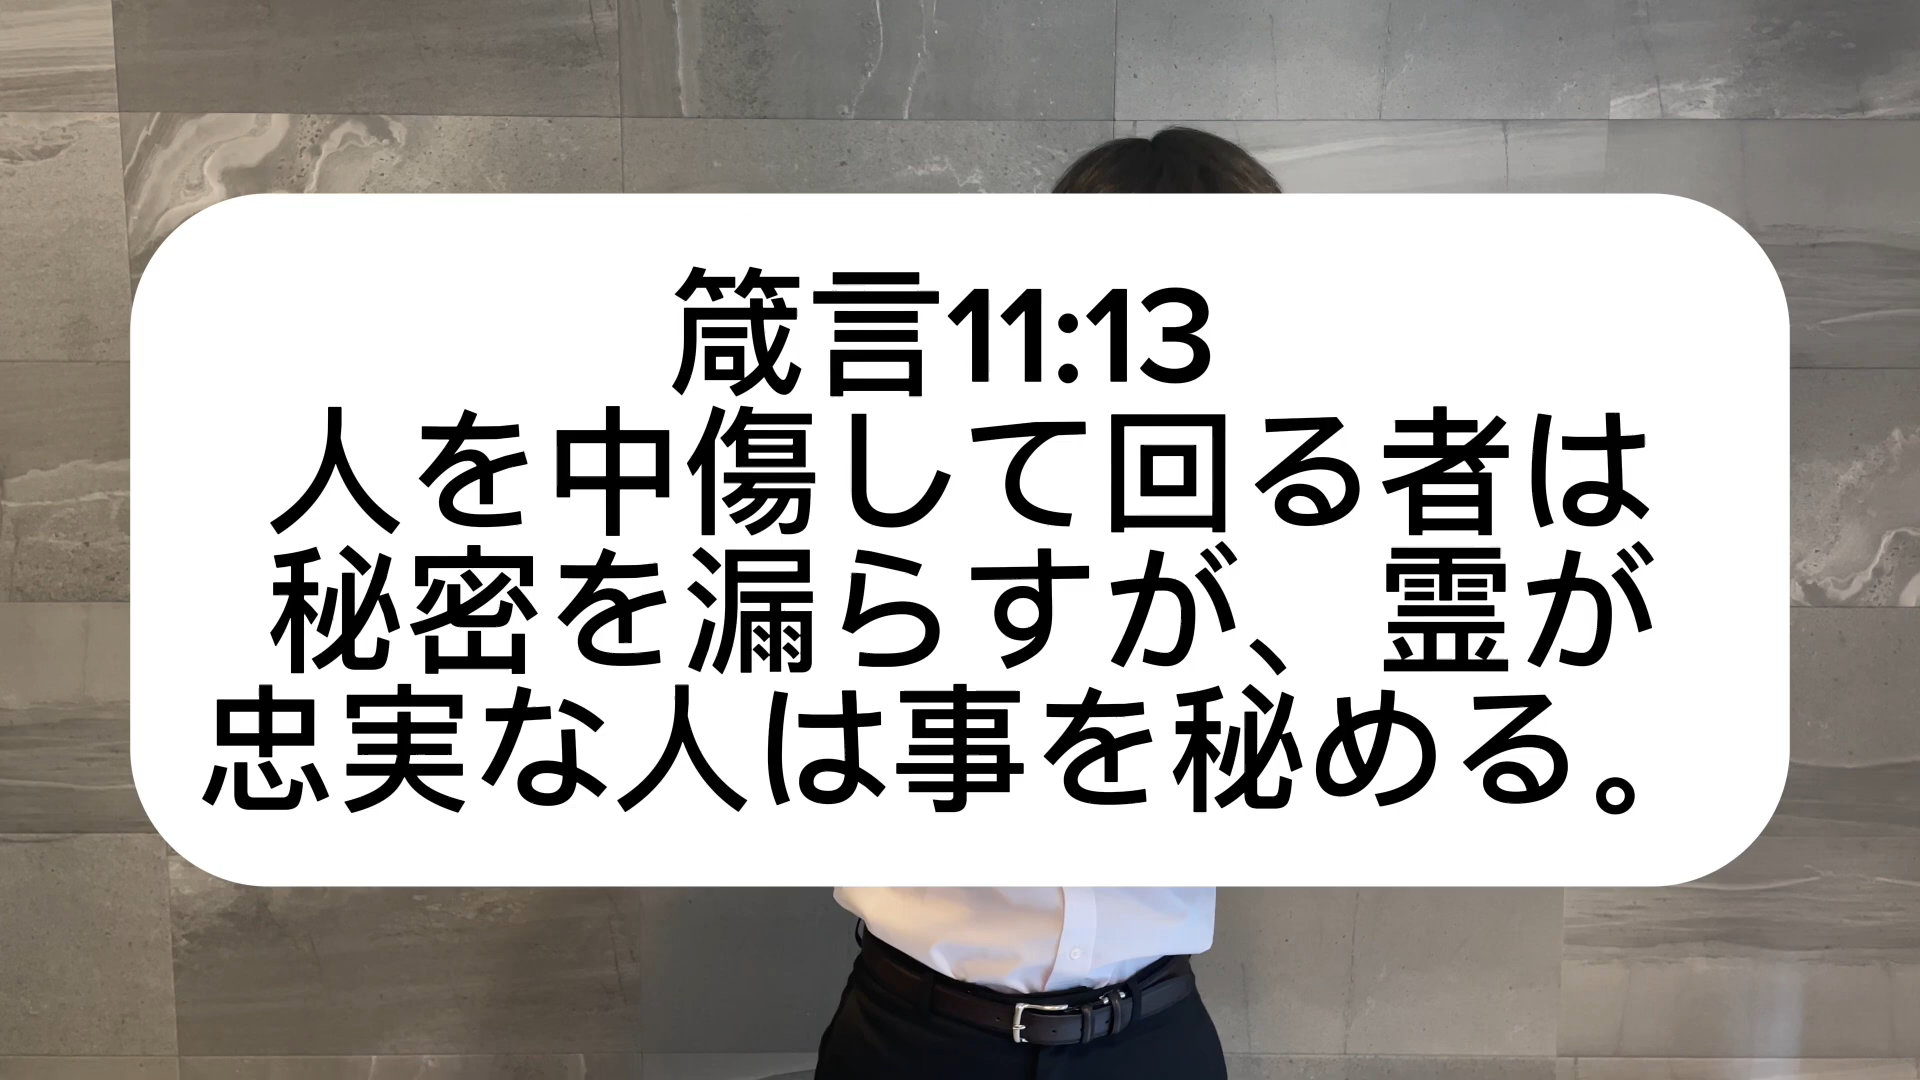 箴言11:13
人を中傷して回る者は
秘密を漏らすが、霊が
忠実な人は事を秘める。